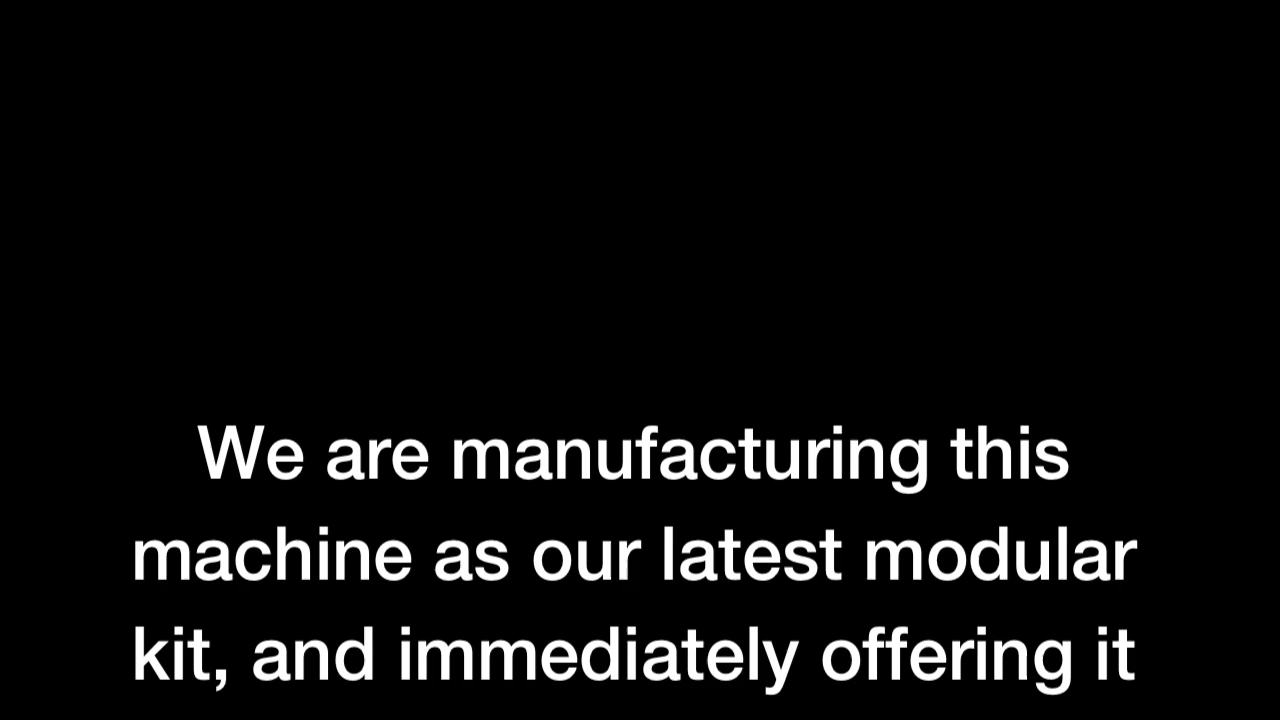 We are manufacturing this
machine as our latest modular
kit, and immediately offering it